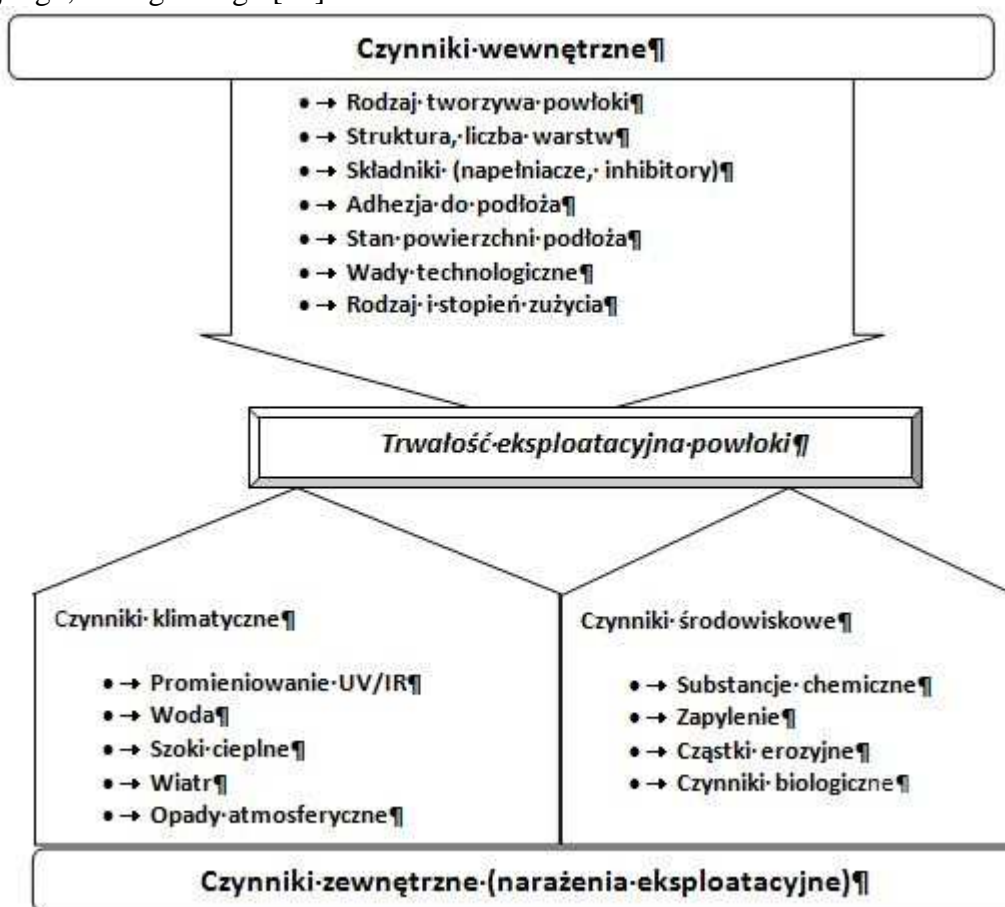 Czynniki·wewnętrzne¶
•→ Rodzaj·tworzywa·powłoki¶
•→ Struktura,·liczba·warstw¶
•→ Składniki·(napełniacze,·inhibitory)¶
•→ Adhezja·do·podłoża¶
•→ Stan·powierzchni·podłoża¶
•→ Wady·technologiczne¶
•→ Rodzaj·i·stopień·zużycia¶
Trwałość·eksploatacyjna·powłoki¶
Czynniki·klimatyczne¶
•→ Promieniowanie·UV/IR¶
•→ Woda¶
•→ Szoki·cieplne¶
•→ Wiatr¶
•→ Opady·atmosferyczne¶
Czynniki·środowiskowe¶
•→ Substancje·chemiczne¶
•→ Zapylenie¶
•→ Cząstki·erozyjne¶
•→ Czynniki·biologiczne¶
Czynniki·zewnętrzne·(narażenia·eksploatacyjne)¶